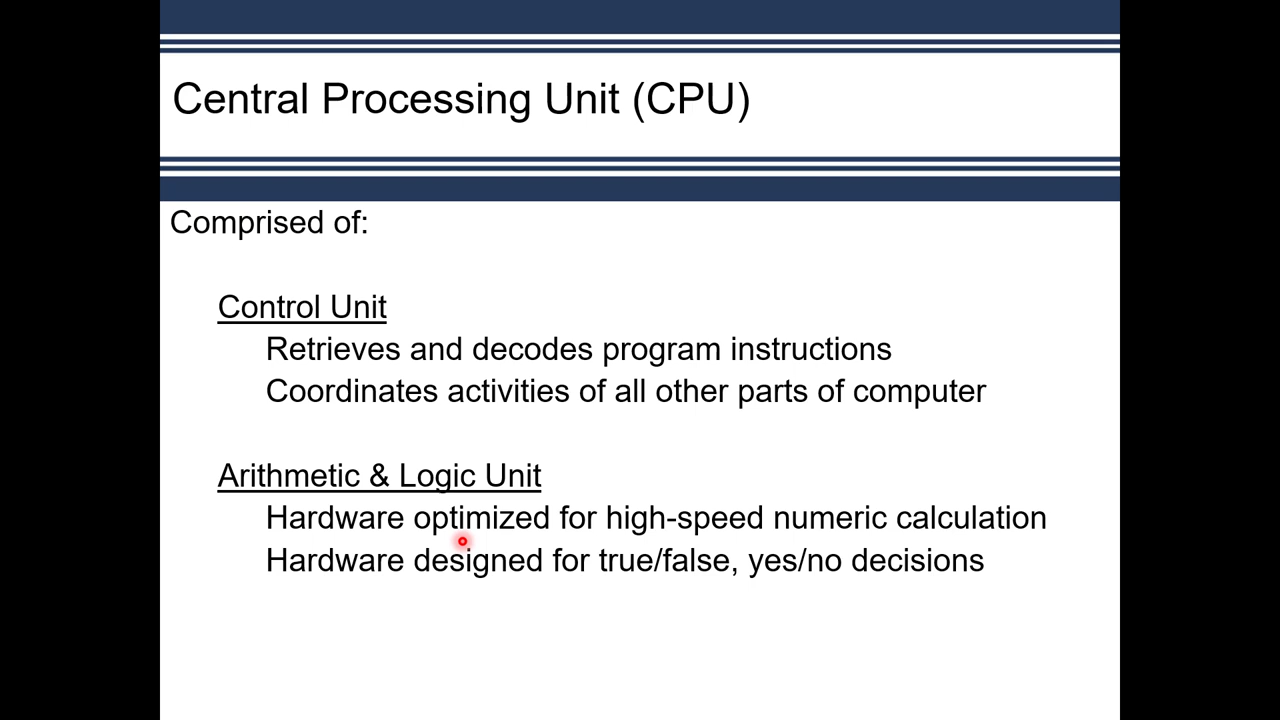 Central Processing Unit (CPU)
Comprised of:
Control Unit
Retrieves and decodes program instructions
Coordinates activities of all other parts of computer
Arithmetic & Logic Unit
Hardware optimized for high-speed numeric calculation
Hardware designed for true/false, yes/no decisions